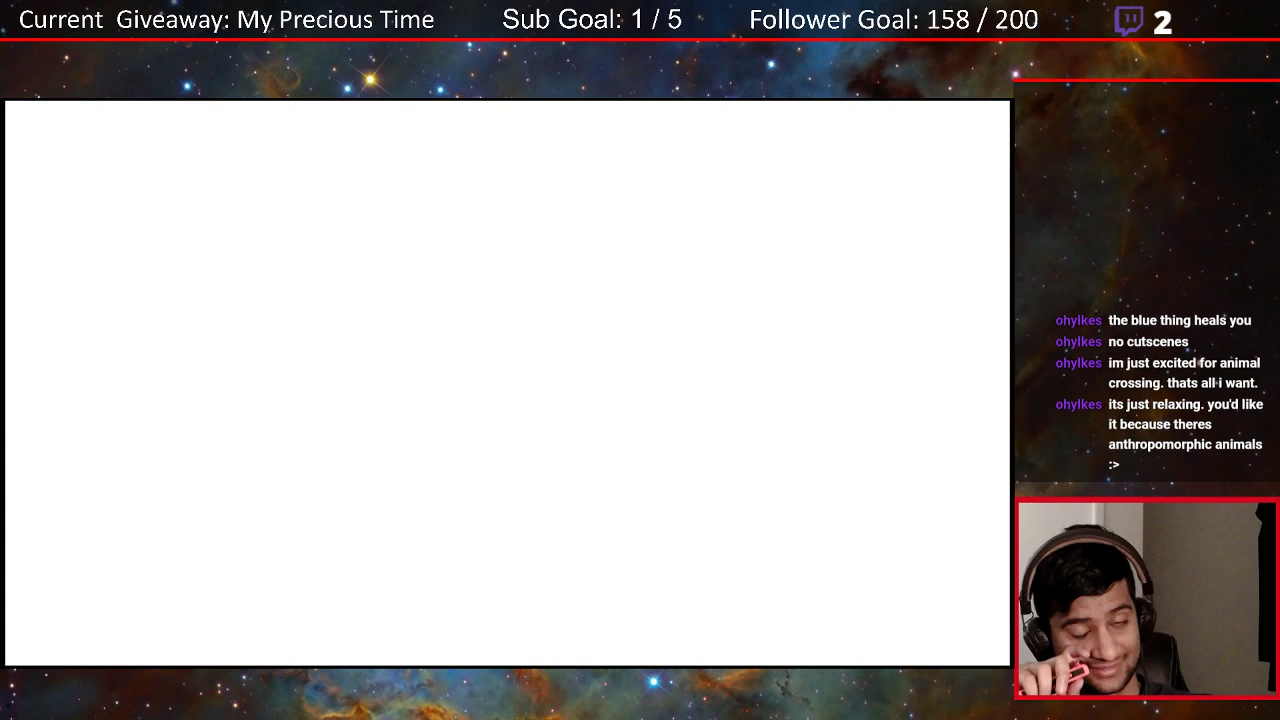 Current Giveaway: My Precious Time Sub Goal: 1 / 5 Follower Goal: 158 / 200 2
ohylkes the blue thing heals you
ohylkes no cutscenes
ohylkes im just excited for animal
crossing. thats all i want.
ohylkes its just relaxing. you'd like
it because theres
anthropomorphic animals
:>